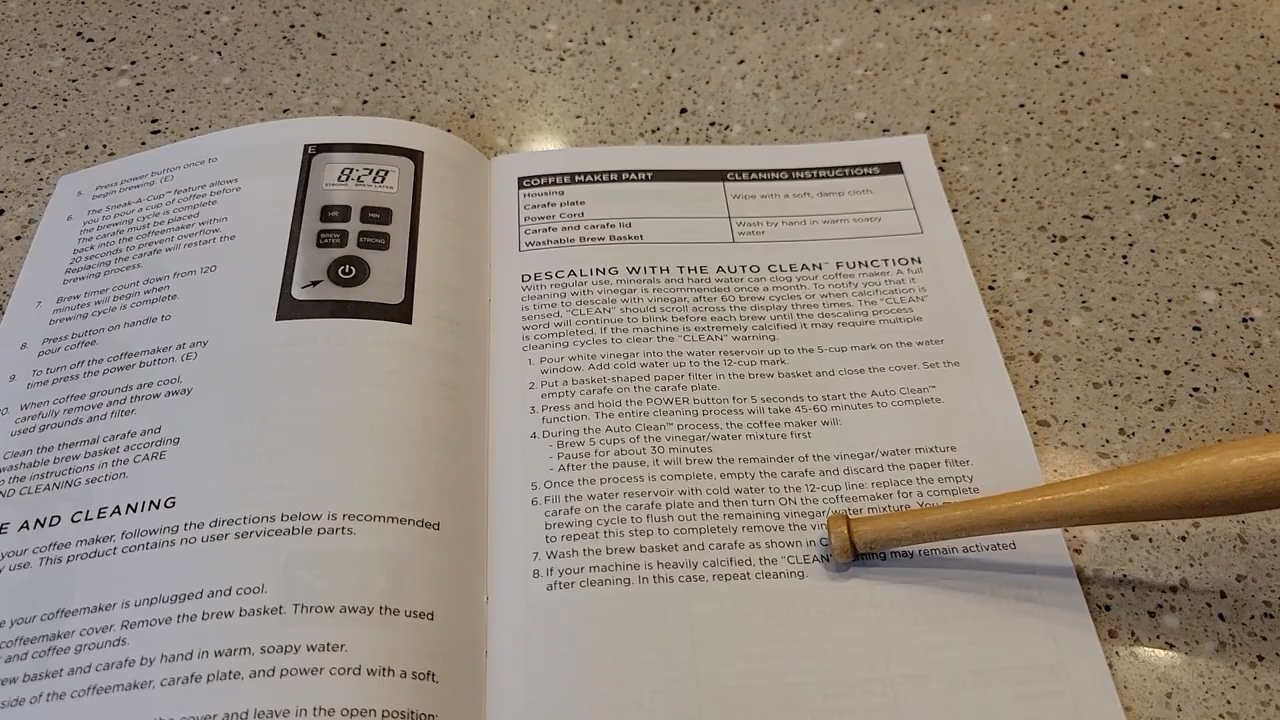 5. Press power button once to
begin brewing. (E)
6. The Sneak-A-Cup™ feature allows
you to pour a cup of coffee before
the brewing cycle is complete.
The carafe must be placed
back into the coffeemaker within
20 seconds to prevent overflow.
Replacing the carafe will restart the
brewing process.
7. Brew timer count down from 120
minutes will begin when
brewing cycle is complete.
8. Press button on handle to
pour coffee.
9. To turn off the coffeemaker at any
time press the power button. (E)
0. When coffee grounds are cool,
carefully remove and throw away
used grounds and filter.
Clean the thermal carafe and
washable brew basket according
the instructions in the CARE
ND CLEANING section.
E AND CLEANING
your coffee maker, following the directions below is recommended
y use. This product contains no user serviceable parts.
e your coffeemaker is unplugged and cool.
coffeemaker cover. Remove the brew basket. Throw away the used
and coffee grounds.
ew basket and carafe by hand in warm, soapy water.
side of the coffeemaker, carafe plate, and power cord with a soft,
cover and leave in the open position;
E
8:28
STRONG BREW LATER
HR MIN
BREW LATER STRONG
COFFEE MAKER PART CLEANING INSTRUCTIONS
Housing
Carafe plate
Power Cord
Wipe with a soft, damp cloth.
Carafe and carafe lid
Washable Brew Basket
Wash by hand in warm soapy
water
DESCALING WITH THE AUTO CLEAN™ FUNCTION
With regular use, minerals and hard water can clog your coffee maker. A full
cleaning with vinegar is recommended once a month. To notify you that it
is time to descale with vinegar, after 60 brew cycles or when calcification is
sensed, "CLEAN" should scroll across the display three times. The "CLEAN"
word will continue to blink before each brew until the descaling process
is completed. If the machine is extremely calcified it may require multiple
cleaning cycles to clear the "CLEAN" warning.
1. Pour white vinegar into the water reservoir up to the 5-cup mark on the water
window. Add cold water up to the 12-cup mark.
2. Put a basket-shaped paper filter in the brew basket and close the cover. Set the
empty carafe on the carafe plate.
3. Press and hold the POWER button for 5 seconds to start the Auto Clean™
function. The entire cleaning process will take 45-60 minutes to complete.
4. During the Auto Clean™ process, the coffee maker will:
- Brew 5 cups of the vinegar/water mixture first
- Pause for about 30 minutes
- After the pause, it will brew the remainder of the vinegar/water mixture
5. Once the process is complete, empty the carafe and discard the paper filter.
6. Fill the water reservoir with cold water to the 12-cup line: replace the empty
carafe on the carafe plate and then turn ON the coffeemaker for a complete
brewing cycle to flush out the remaining vinegar/water mixture. You
to repeat this step to completely remove the
7. Wash the brew basket and carafe as shown in
8. If your machine is heavily calcified, the "CLEAN" may remain activated
after cleaning. In this case, repeat cleaning.